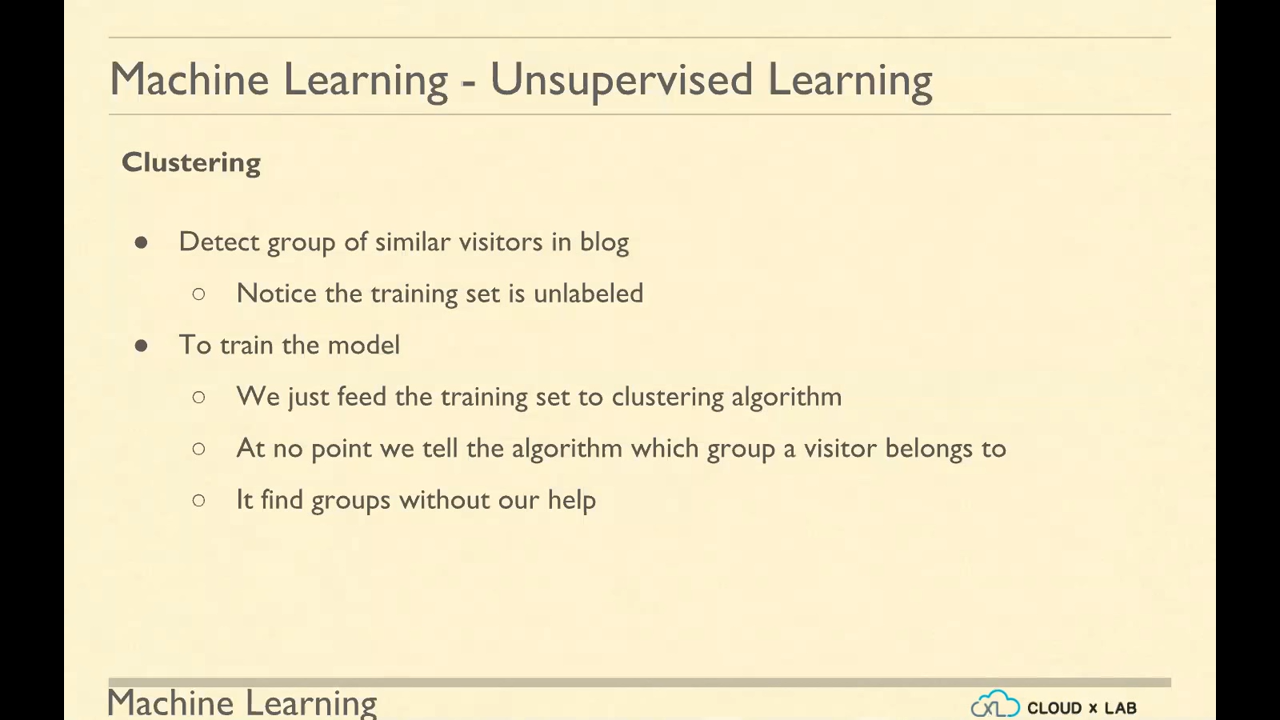 Machine Learning - Unsupervised Learning
Clustering
● Detect group of similar visitors in blog
○ Notice the training set is unlabeled
● To train the model
○ We just feed the training set to clustering algorithm
○ At no point we tell the algorithm which group a visitor belongs to
○ It find groups without our help
Machine Learning
CLOUD x LAB